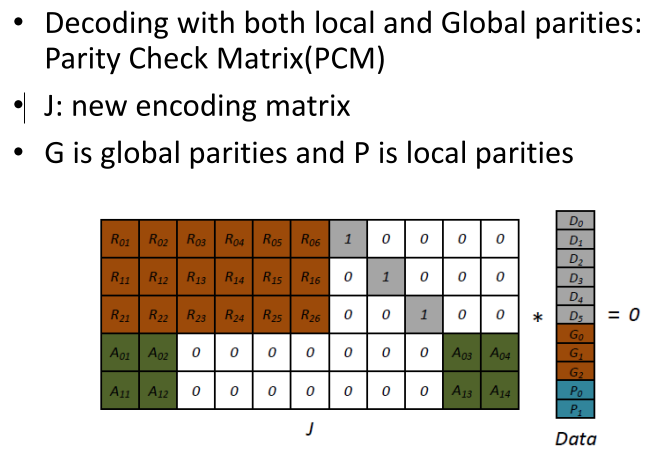 • Decoding with both local and Global parities:
Parity Check Matrix(PCM)
• J: new encoding matrix
• G is global parities and P is local parities
R01 R02 R03 R04 R05 R06 1 0 0 0 0
R11 R12 R13 R14 R15 R16 0 1 0 0 0
R21 R22 R23 R24 R25 R26 0 0 1 0 0
A01 A02 0 0 0 0 0 0 0 A03 A04
A11 A12 0 0 0 0 0 0 0 A13 A14
J
*
D0
D1
D2
D3
D4
D5
G0
G1
G2
P0
P1
= 0
Data